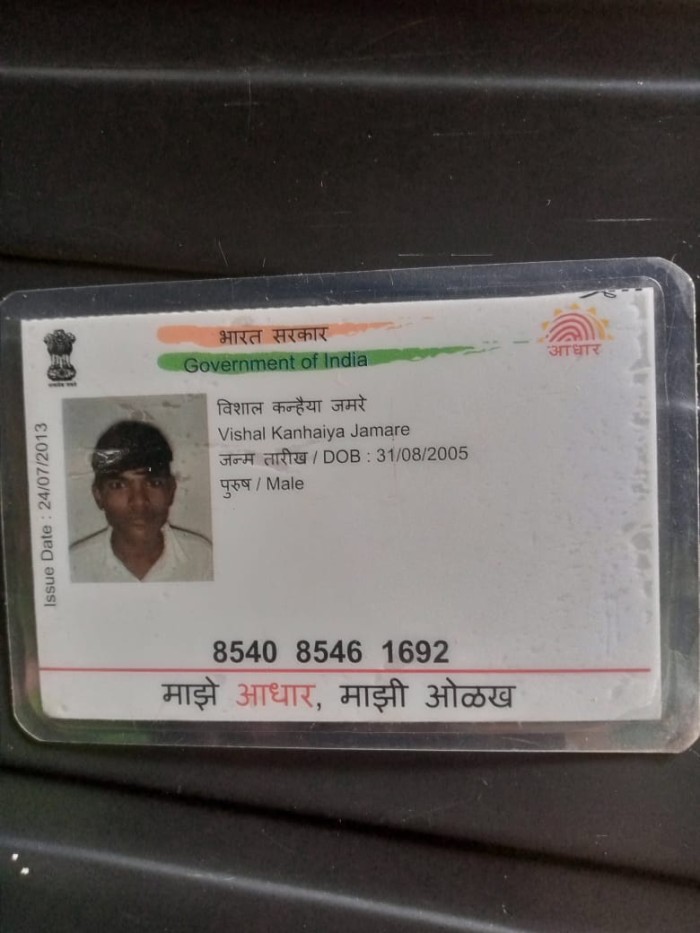 भारत सरकार
Government of India
आधार
विशाल कन्हैया जमरे
Vishal Kanhaiya Jamare
जन्म तारीख / DOB : 31/08/2005
पुरुष / Male
Issue Date : 24/07/2013
8540 8546 1692
माझे आधार, माझी ओळख